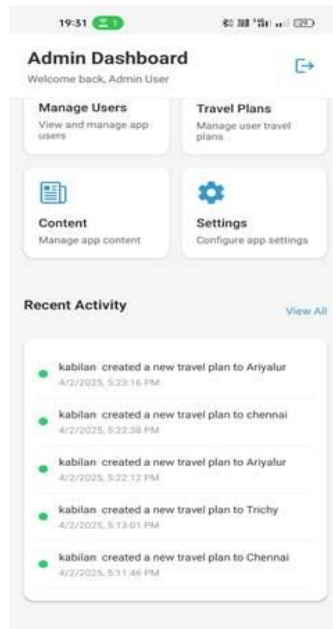 19:31
1
29
Admin Dashboard
Welcome back, Admin User
Manage Users
View and manage app
users
Travel Plans
Manage user travel
plans
Content
Manage app content
Settings
Configure app settings
Recent Activity
View All
kabilan created a new travel plan to Ariyalur
4/2/2025, 5:23:16 PM
kabilan created a new travel plan to chennai
4/2/2025, 5:22:38 PM
kabilan created a new travel plan to Ariyalur
4/2/2025, 5:22:12 PM
kabilan created a new travel plan to Trichy
4/2/2025, 5:13:01 PM
kabilan created a new travel plan to Chennai
4/2/2025, 5:11:46 PM